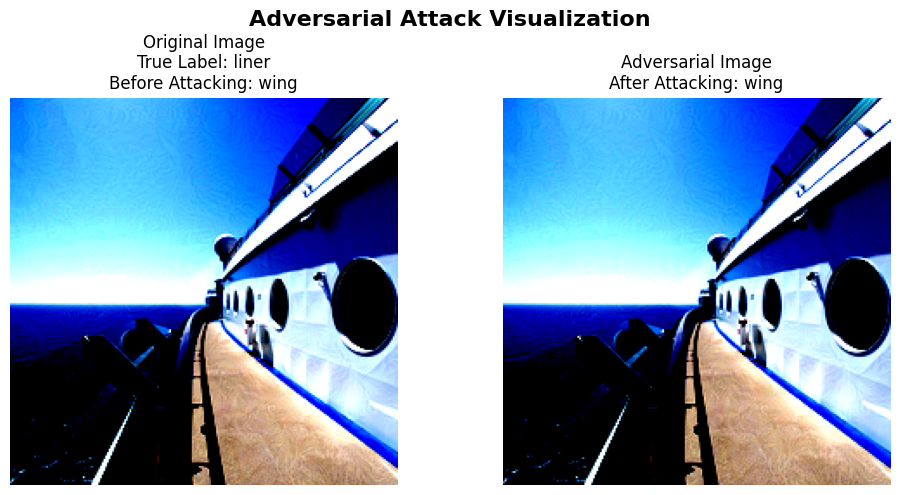 Adversarial Attack Visualization
Original Image
True Label: liner
Before Attacking: wing
Adversarial Image
After Attacking: wing